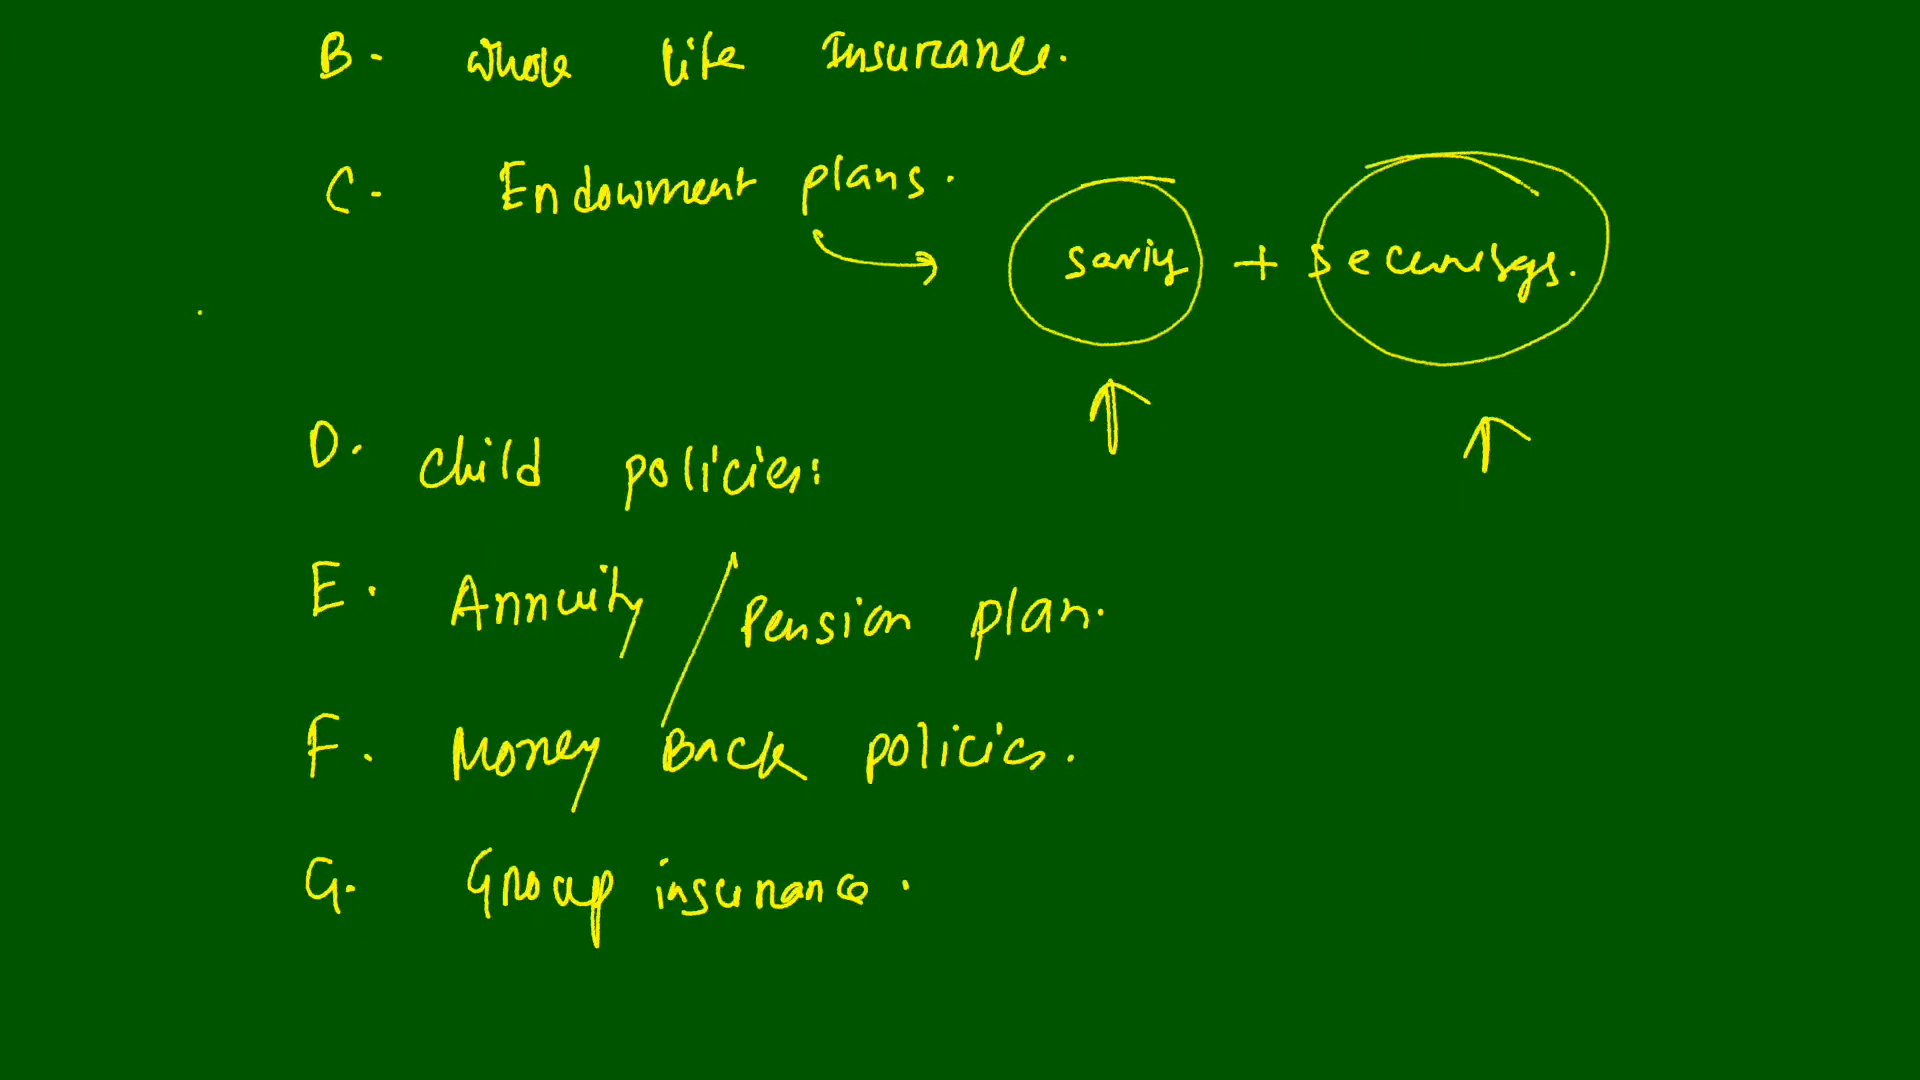 B. Whole life Insurance.
C. Endowment plans.
saving + securitys.
D. Child policies:
E. Annuity / Pension plan.
F. Money Back policies.
G. Group insurance.